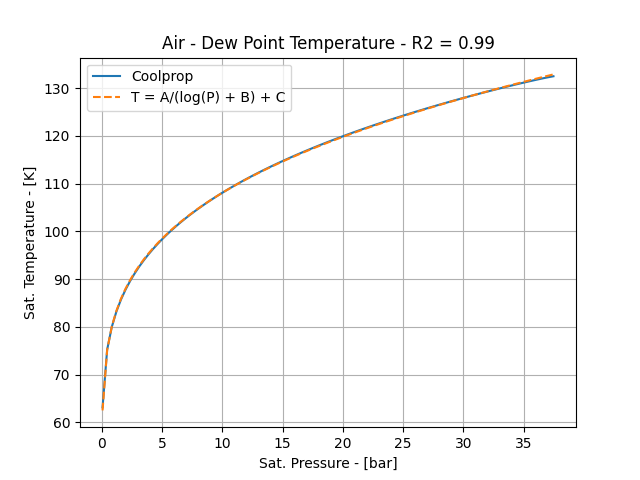 Air - Dew Point Temperature - R2 = 0.99
Coolprop
T = A/(log(P) + B) + C
130
120
110
100
90
80
70
60
Sat. Temperature - [K]
0 5 10 15 20 25 30 35
Sat. Pressure - [bar]